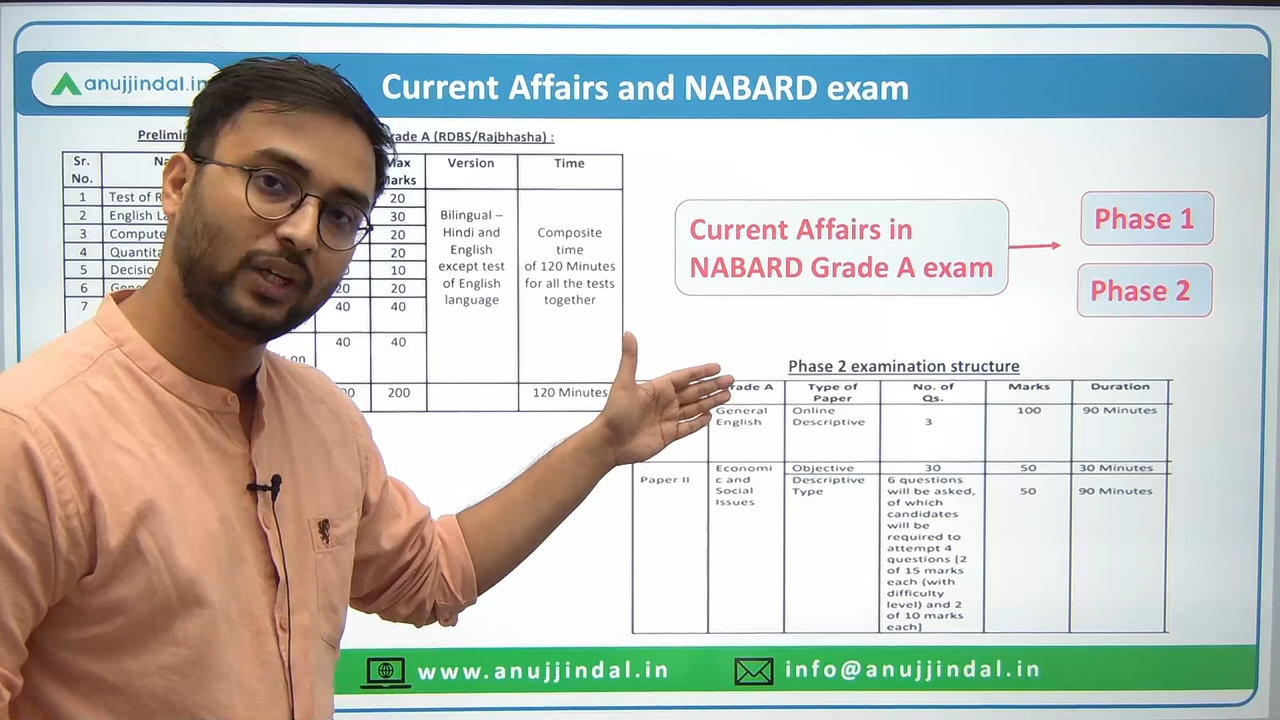 anujjindal.in
Current Affairs and NABARD exam
Grade A (RDBS/Rajbhasha) :
Sr. No. Max Marks Version Time
1 Test of 20
2 English 30
3 20
4 20
5 10
6 20 20
7 40 40
on 40 40
200 120 Minutes
Bilingual –
Hindi and
English
except test
of English
language
Composite
time
of 120 Minutes
for all the tests
together
Current Affairs in
NABARD Grade A exam
Phase 1
Phase 2
Phase 2 examination structure
Grade A Type of Paper No. of Qs. Marks Duration
General English Online Descriptive 3 100 90 Minutes
Paper II Economi c and Social Issues Objective 30 50 30 Minutes
Descriptive Type 50 90 Minutes
6 questions
will be asked,
of which
candidates
will be
required to
attempt 4
questions [2
of 15 marks
each (with
difficulty
level) and 2
of 10 marks
each]
www.anujjindal.in
info@anujjindal.in